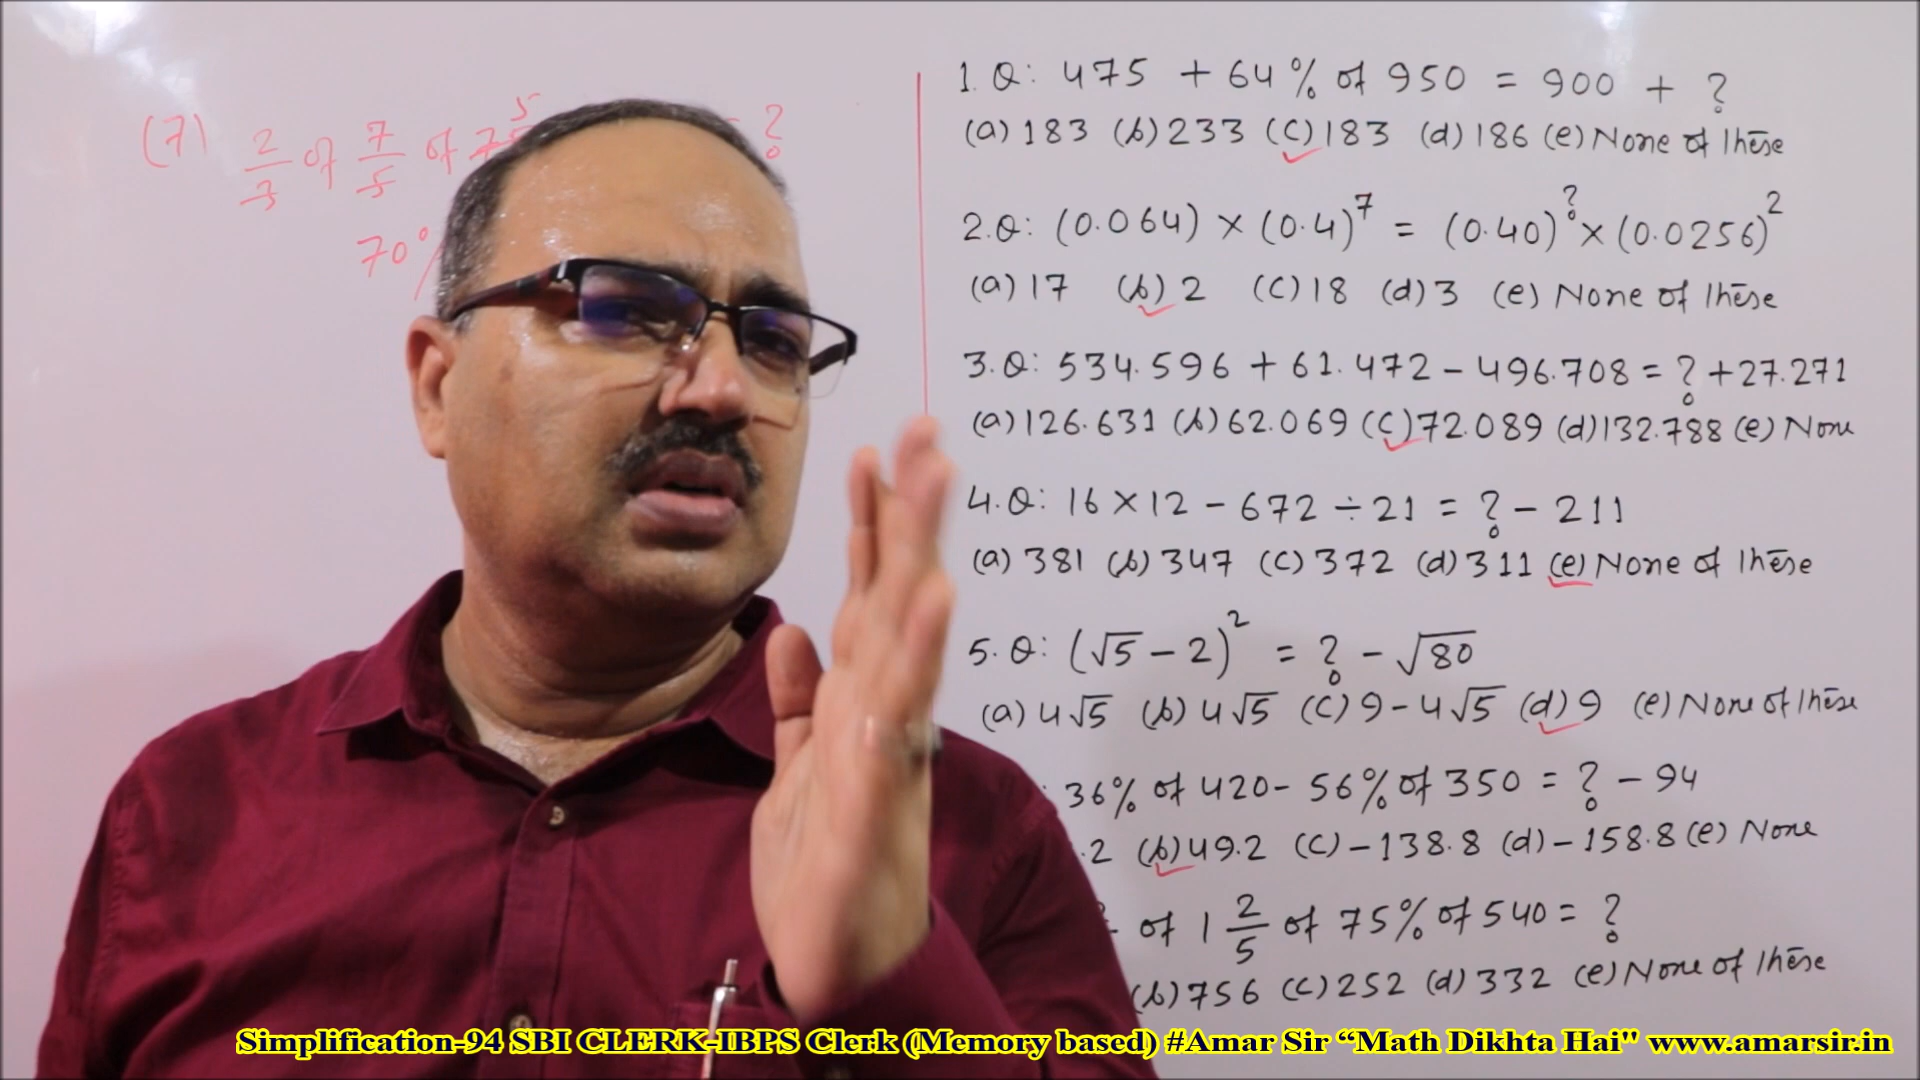 (7) 2/3 of 7/5 of 75 = ?
70%
1. Q: 475 + 64% of 950 = 900 + ?
(a) 183 (b) 233 (c) 183 (d) 186 (e) None of these
2. Q: (0.064) × (0.4)^7 = (0.40)^? × (0.0256)^2
(a) 17 (b) 2 (c) 18 (d) 3 (e) None of these
3. Q: 534.596 + 61.472 - 496.708 = ? + 27.271
(a) 126.631 (b) 62.069 (c) 72.089 (d) 132.788 (e) None
4. Q: 16 × 12 - 672 ÷ 21 = ? - 211
(a) 381 (b) 347 (c) 372 (d) 311 (e) None of these
5. Q: (√5 - 2)^2 = ? - √80
(a) 4√5 (b) 4√5 (c) 9 - 4√5 (d) 9 (e) None of these
: 36% of 420 - 56% of 350 = ? - 94
.2 (b) 49.2 (c) -138.8 (d) -158.8 (e) None
of 1 2/5 of 75% of 540 = ?
(b) 756 (c) 252 (d) 332 (e) None of these
Simplification-94 SBI CLERK-IBPS Clerk (Memory based) #Amar Sir “Math Dikhta Hai" www.amarsir.in